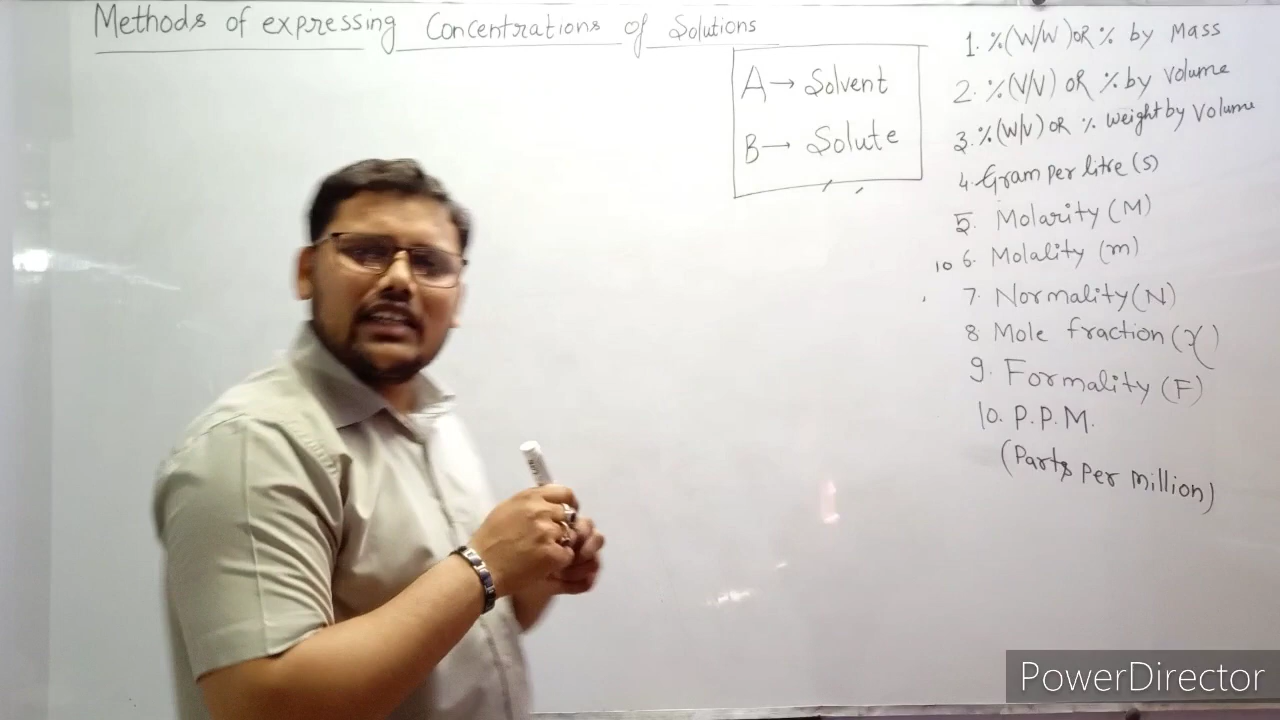 Methods of expressing Concentrations of Solutions
A → Solvent
B → Solute
1. %(W/W) OR % by Mass
2. %(V/V) OR % by Volume
3. %(W/V) OR % weight by Volume
4. Gram per litre (s)
5. Molarity (M)
10 6. Molality (m)
7. Normality (N)
8 Mole fraction (χ)
9. Formality (F)
10. P.P.M.
(Parts Per million)
PowerDirector